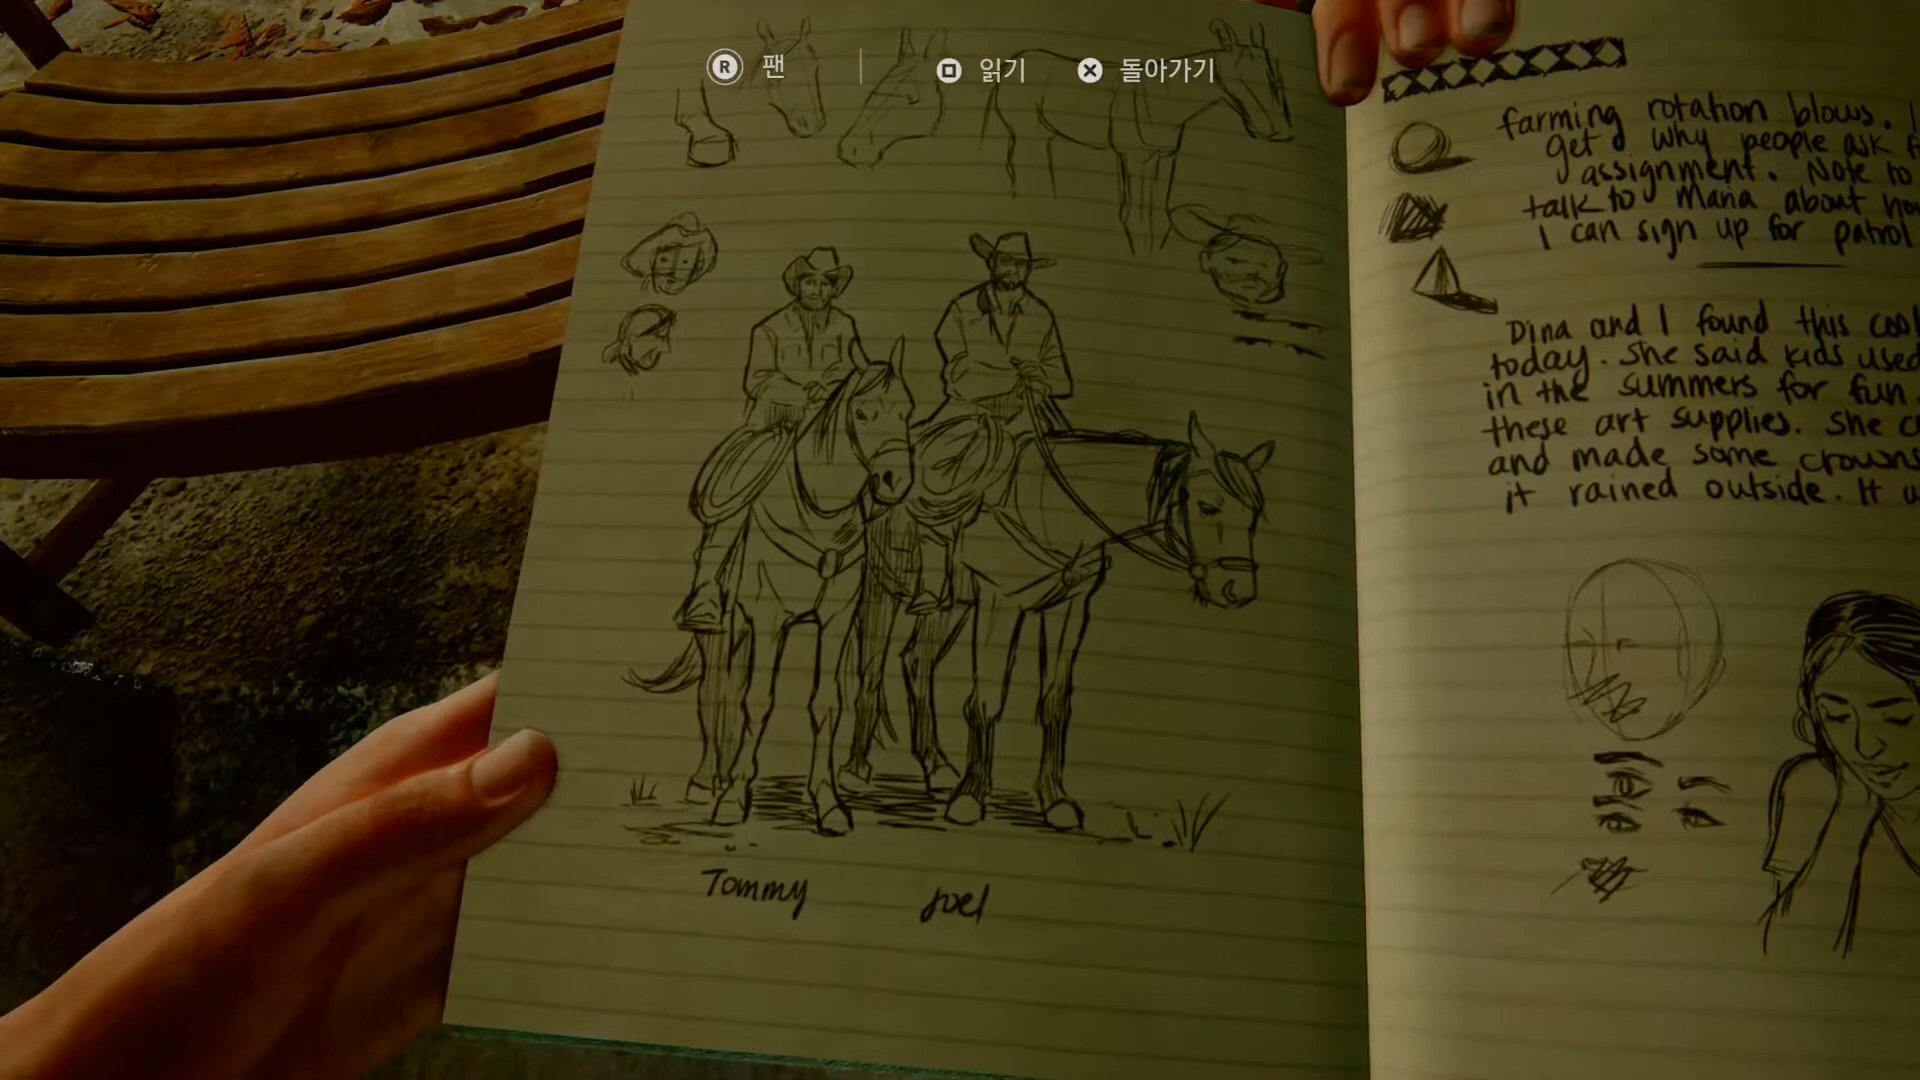 R 팬 읽기 돌아가기
farming rotation blows. I
get why people ask
assignment. Note to
talk to Maria about
I can sign up for patrol
Dina and I found this cool
today. She said kids used
in the summers for fun.
these art supplies. She
and made some crowns
it rained outside. It
Tommy Joel